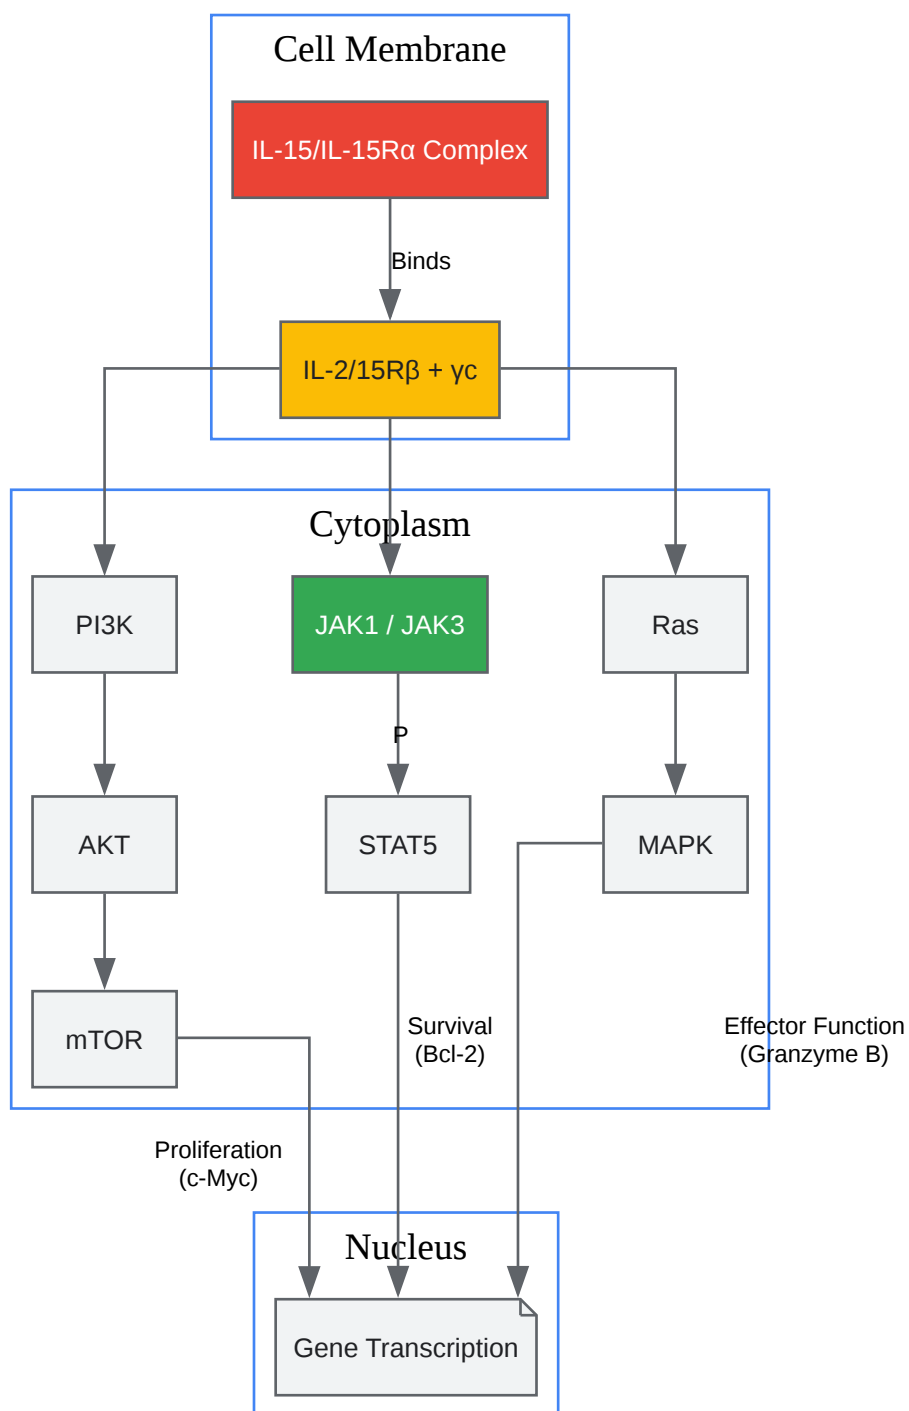 Cell Membrane
IL-15/IL-15Rα Complex
Binds
IL-2/15Rβ + γc
Cytoplasm
PI3K
JAK1 / JAK3
Ras
P
AKT
STAT5
MAPK
mTOR
Survival
(Bcl-2)
Effector Function
(Granzyme B)
Proliferation
(c-Myc)
Nucleus
Gene Transcription